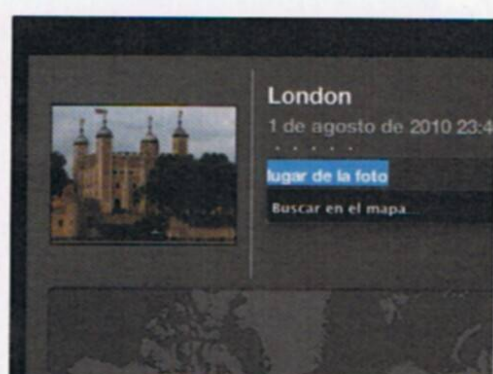 London
1 de agosto de 2010 23:4
lugar de la foto
Buscar en el mapa